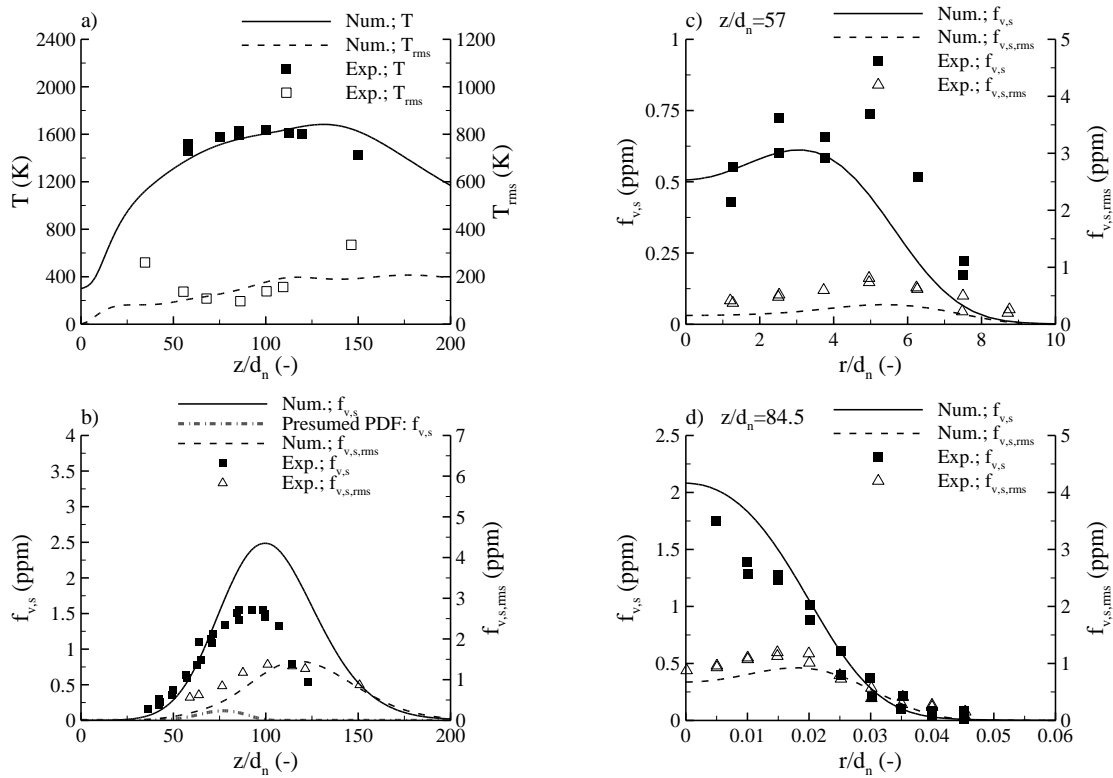 a)
Num.; T
Num.; T_rms
Exp.; T
Exp.; T_rms
2400
2000
1600
1200
800
400
0
T (K)
1200
1000
800
600
400
200
0
T_rms (K)
0 50 100 150 200
z/d_n (-)
b)
Num.; f_v,s
Presumed PDF: f_v,s
Num.; f_v,s,rms
Exp.; f_v,s
Exp.; f_v,s,rms
4
3.5
3
2.5
2
1.5
1
0.5
0
f_v,s (ppm)
7
6
5
4
3
2
1
0
f_v,s,rms (ppm)
0 50 100 150 200
z/d_n (-)
c) z/d_n=57
Num.; f_v,s
Num.; f_v,s,rms
Exp.; f_v,s
Exp.; f_v,s,rms
1
0.75
0.5
0.25
0
f_v,s (ppm)
5
4
3
2
1
0
f_v,s,rms (ppm)
0 2 4 6 8 10
r/d_n (-)
d) z/d_n=84.5
Num.; f_v,s
Num.; f_v,s,rms
Exp.; f_v,s
Exp.; f_v,s,rms
2.5
2
1.5
1
0.5
0
f_v,s (ppm)
5
4
3
2
1
0
f_v,s,rms (ppm)
0 0.01 0.02 0.03 0.04 0.05 0.06
r/d_n (-)